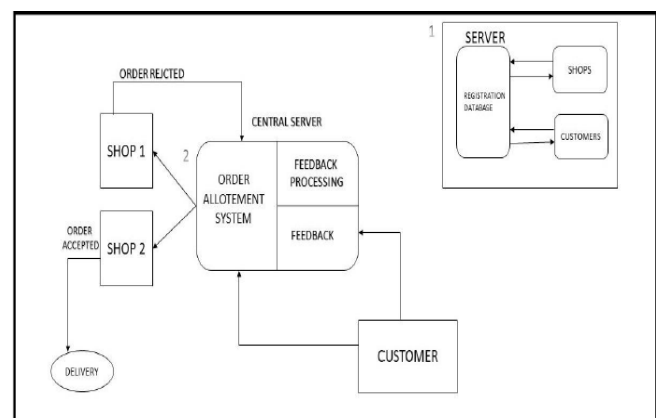 1
SERVER
REGISTRATION
DATABASE
SHOPS
CUSTOMERS
ORDER REJCTED
CENTRAL SERVER
SHOP 1
2
ORDER
ALLOTEMENT
SYSTEM
FEEDBACK
PROCESSING
FEEDBACK
ORDER
ACCEPTED
SHOP 2
CUSTOMER
DELIVERY